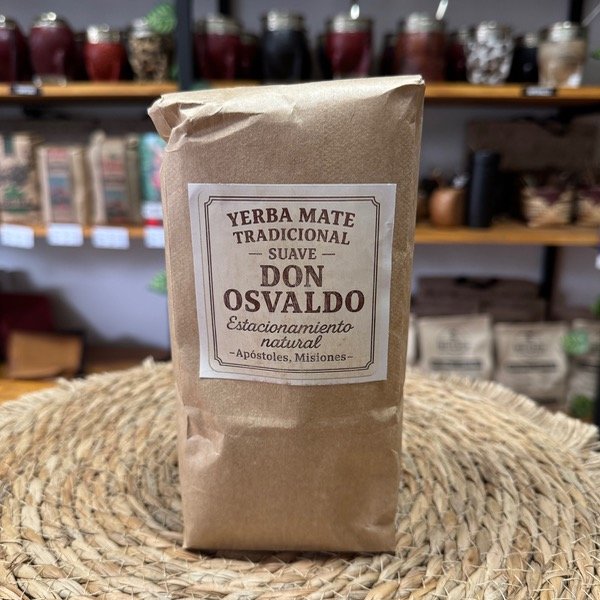 YERBA MATE
TRADICIONAL
— SUAVE —
DON
OSVALDO
Estacionamiento
natural
–Apóstoles, Misiones–